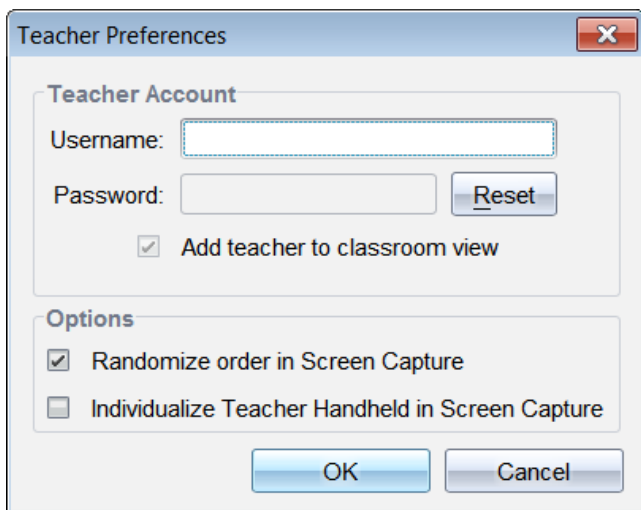 Teacher Preferences
Teacher Account
Username:
Password:
Reset
Add teacher to classroom view
Options
Randomize order in Screen Capture
Individualize Teacher Handheld in Screen Capture
OK
Cancel